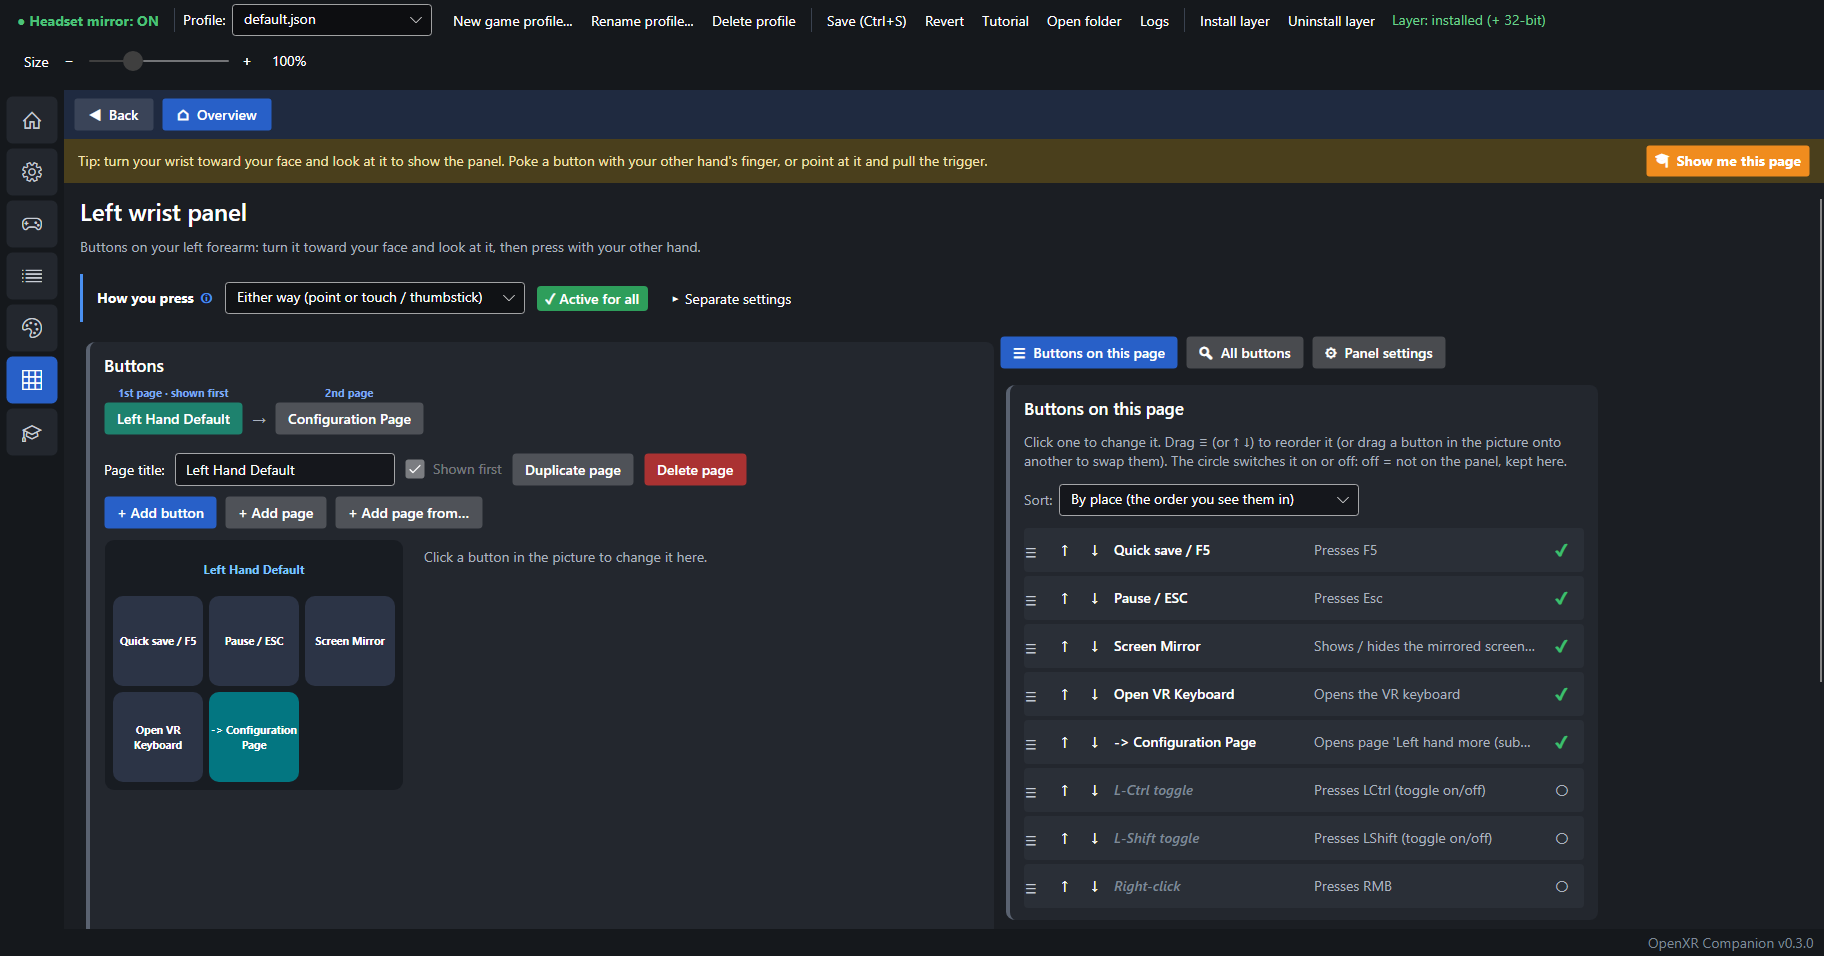 ● Headset mirror: ON
Profile:
default.json
New game profile...
Rename profile...
Delete profile
Save (Ctrl+S)
Revert
Tutorial
Open folder
Logs
Install layer
Uninstall layer
Layer: installed (+ 32-bit)
Size
−
+
100%
◀ Back
Overview
Tip: turn your wrist toward your face and look at it to show the panel. Poke a button with your other hand's finger, or point at it and pull the trigger.
Show me this page
Left wrist panel
Buttons on your left forearm: turn it toward your face and look at it, then press with your other hand.
How you press
Either way (point or touch / thumbstick)
✓ Active for all
▸ Separate settings
Buttons
1st page · shown first
2nd page
Left Hand Default
→
Configuration Page
Page title:
Left Hand Default
Shown first
Duplicate page
Delete page
+ Add button
+ Add page
+ Add page from...
Left Hand Default
Click a button in the picture to change it here.
Quick save / F5
Pause / ESC
Screen Mirror
Open VR
Keyboard
-> Configuration
Page
☰ Buttons on this page
All buttons
⚙ Panel settings
Buttons on this page
Click one to change it. Drag ≡ (or ↑ ↓) to reorder it (or drag a button in the picture onto
another to swap them). The circle switches it on or off: off = not on the panel, kept here.
Sort:
By place (the order you see them in)
☰ ↑ ↓ Quick save / F5 Presses F5 ✓
☰ ↑ ↓ Pause / ESC Presses Esc ✓
☰ ↑ ↓ Screen Mirror Shows / hides the mirrored screen... ✓
☰ ↑ ↓ Open VR Keyboard Opens the VR keyboard ✓
☰ ↑ ↓ -> Configuration Page Opens page 'Left hand more (sub... ✓
☰ ↑ ↓ L-Ctrl toggle Presses LCtrl (toggle on/off) ○
☰ ↑ ↓ L-Shift toggle Presses LShift (toggle on/off) ○
☰ ↑ ↓ Right-click Presses RMB ○
OpenXR Companion v0.3.0